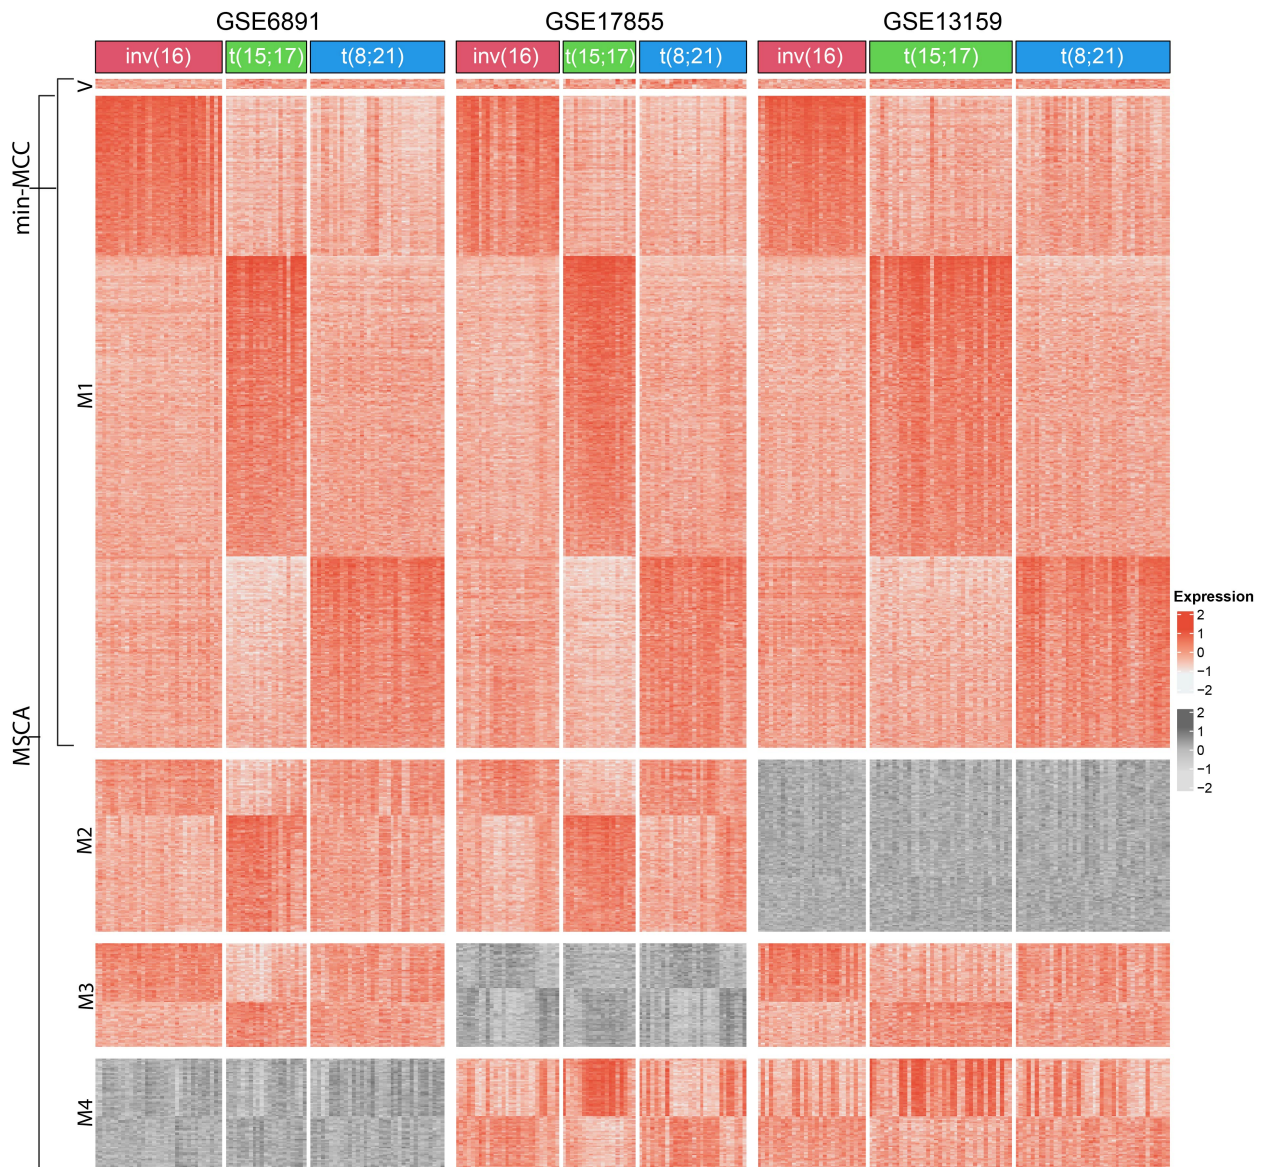 GSE6891 GSE17855 GSE13159
inv(16) t(15;17) t(8;21) inv(16) t(15;17) t(8;21) inv(16) t(15;17) t(8;21)
V
min-MCC
M1
MSCA
M2
M3
M4
Expression
2
1
0
−1
−2
2
1
0
−1
−2